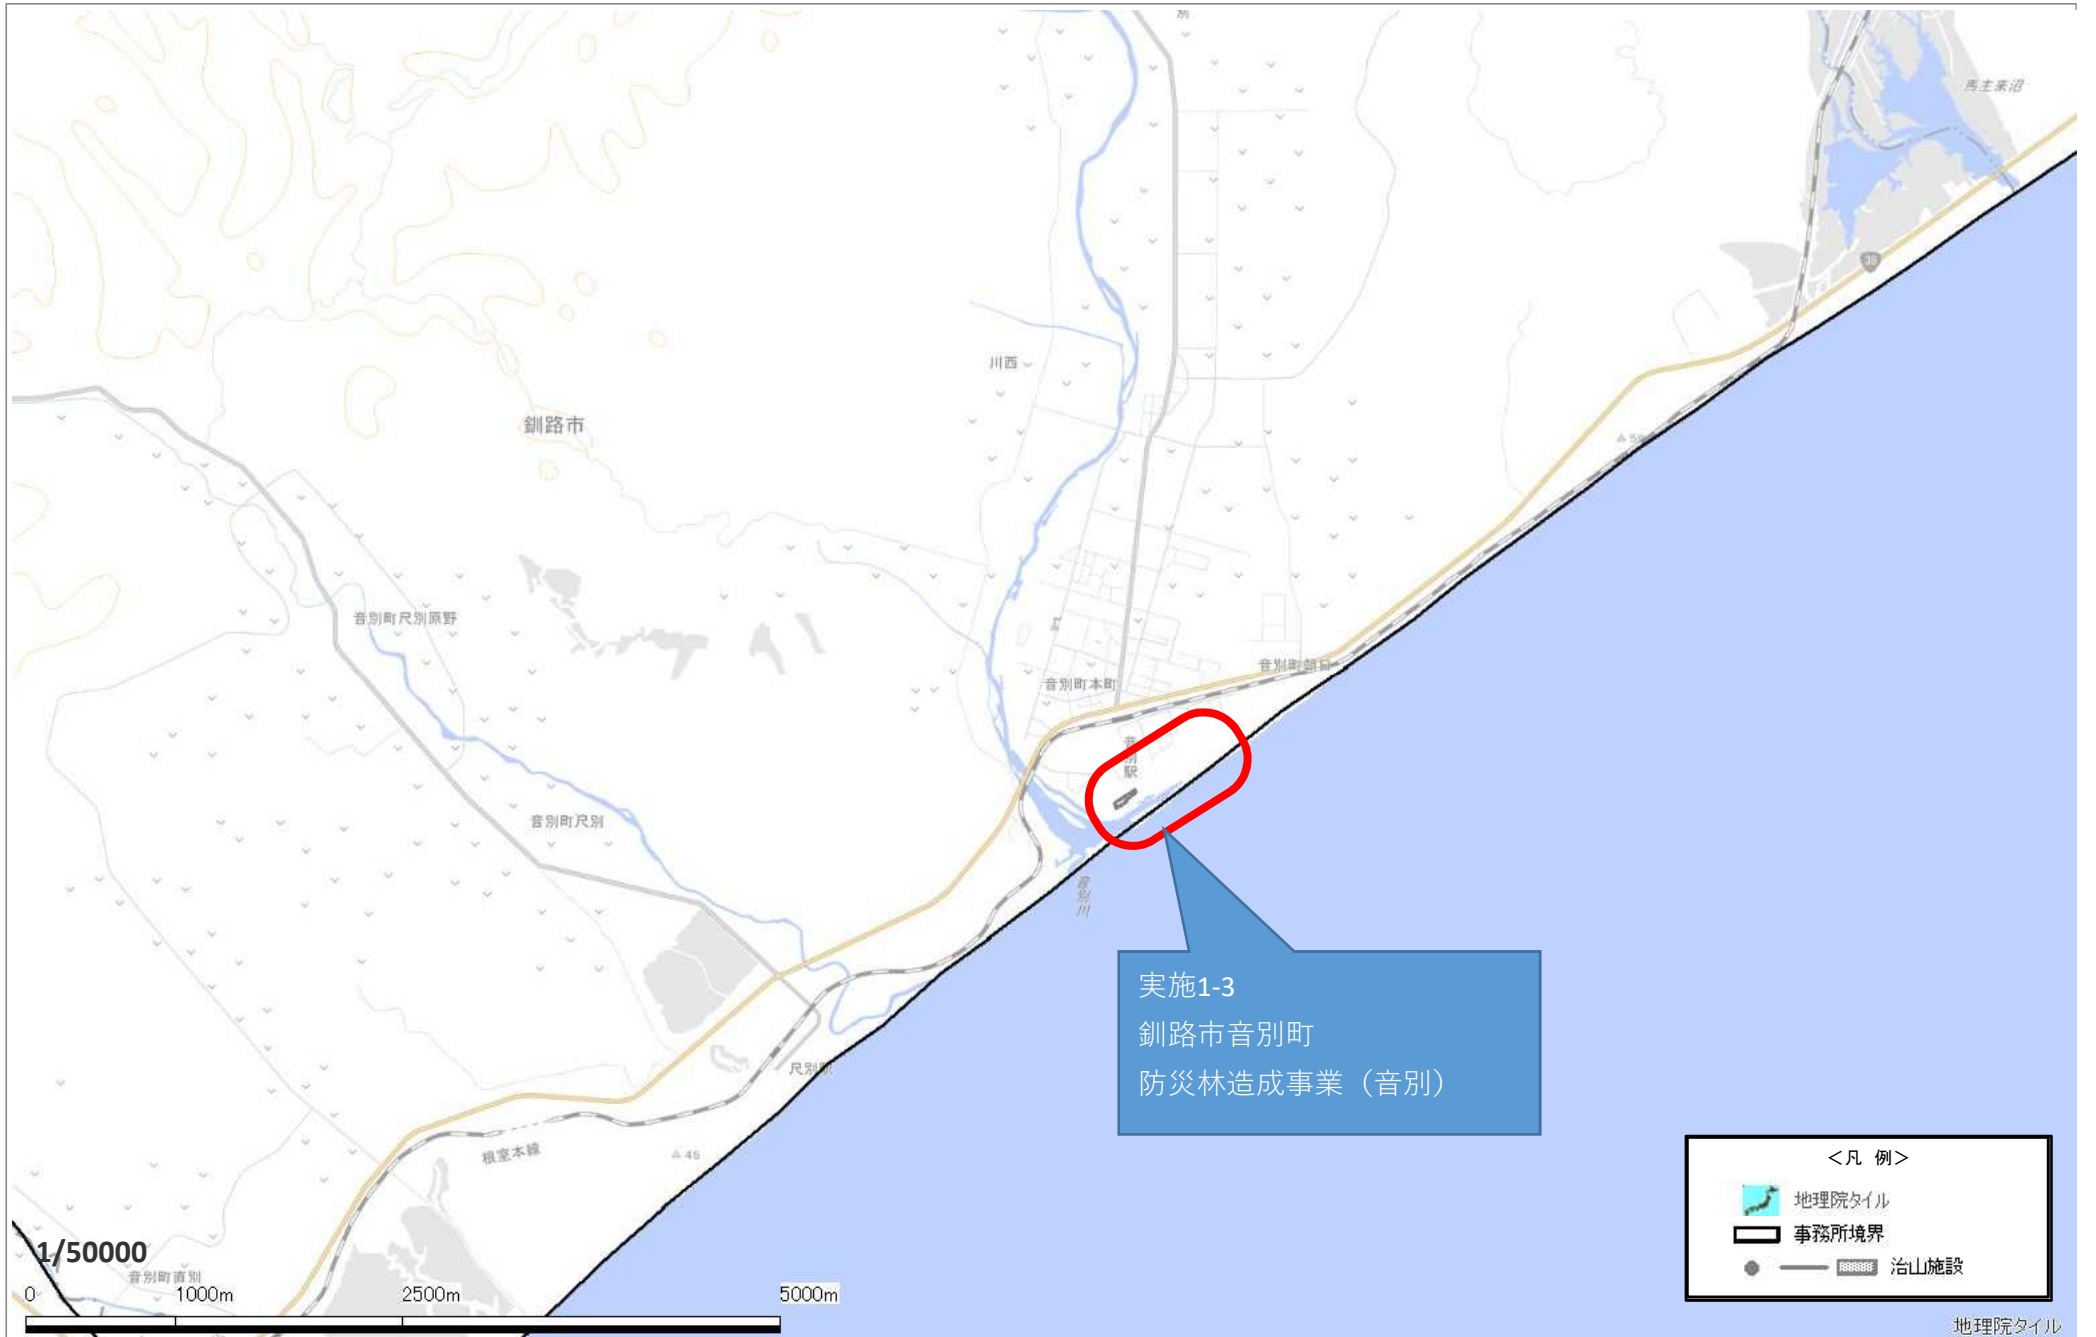 別
馬主来沼
38
川西
釧路市
音別町尺別原野
音別町朝日
音別町本町
音別駅
音別町尺別
音別川
実施1-3
釧路市音別町
防災林造成事業（音別）
尺別駅
根室本線
45
1/50000
音別町直別
0 1000m 2500m 5000m
＜凡 例＞
地理院タイル
事務所境界
治山施設
地理院タイル